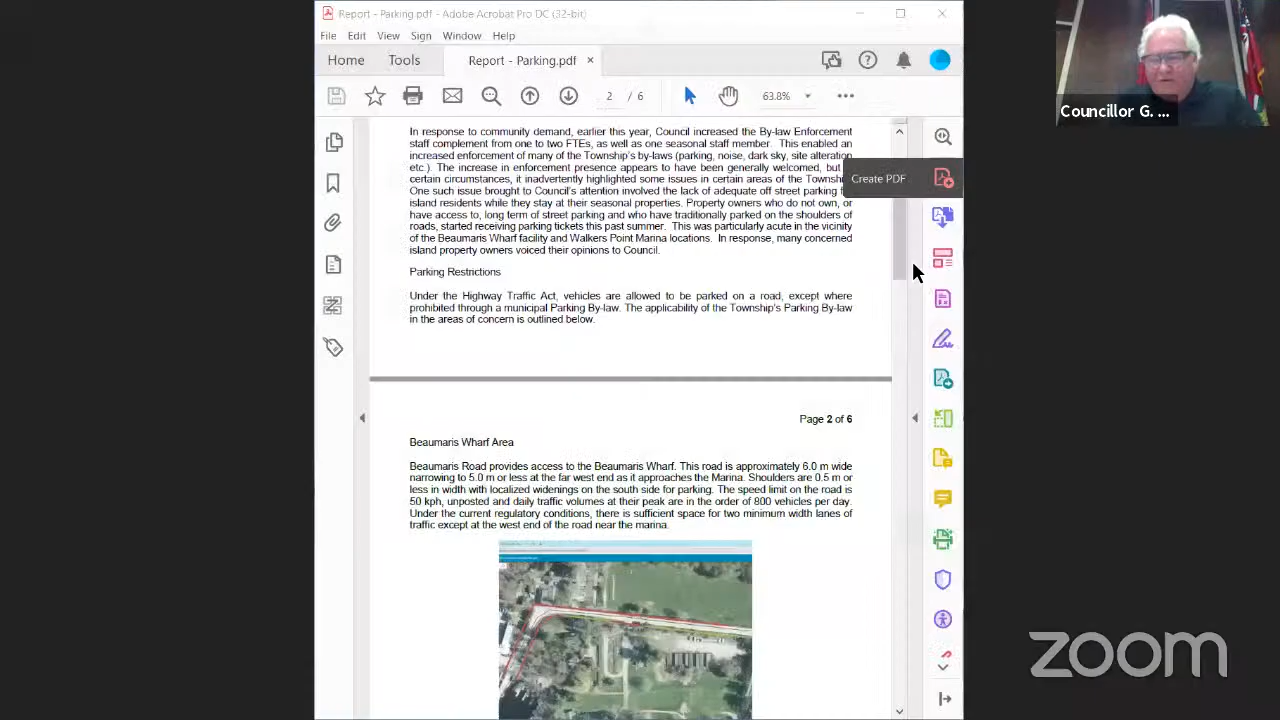 Report - Parking.pdf - Adobe Acrobat Pro DC (32-bit)
File Edit View Sign Window Help
Home Tools Report - Parking.pdf ×
2 / 6 63.8%
Councillor G. ...
In response to community demand, earlier this year, Council increased the By-law Enforcement
staff complement from one to two FTEs, as well as one seasonal staff member. This enabled an
increased enforcement of many of the Township's by-laws (parking, noise, dark sky, site alteration
etc.). The increase in enforcement presence appears to have been generally welcomed, but
certain circumstances, it inadvertently highlighted some issues in certain areas of the Townsh
One such issue brought to Council's attention involved the lack of adequate off street parking
island residents while they stay at their seasonal properties. Property owners who do not own, or
have access to, long term of street parking and who have traditionally parked on the shoulders of
roads, started receiving parking tickets this past summer. This was particularly acute in the vicinity
of the Beaumaris Wharf facility and Walkers Point Marina locations. In response, many concerned
island property owners voiced their opinions to Council.
Create PDF
Parking Restrictions
Under the Highway Traffic Act, vehicles are allowed to be parked on a road, except where
prohibited through a municipal Parking By-law. The applicability of the Township's Parking By-law
in the areas of concern is outlined below.
Page 2 of 6
Beaumaris Wharf Area
Beaumaris Road provides access to the Beaumaris Wharf. This road is approximately 6.0 m wide
narrowing to 5.0 m or less at the far west end as it approaches the Marina. Shoulders are 0.5 m or
less in width with localized widenings on the south side for parking. The speed limit on the road is
50 kph, unposted and daily traffic volumes at their peak are in the order of 800 vehicles per day.
Under the current regulatory conditions, there is sufficient space for two minimum width lanes of
traffic except at the west end of the road near the marina.
zoom